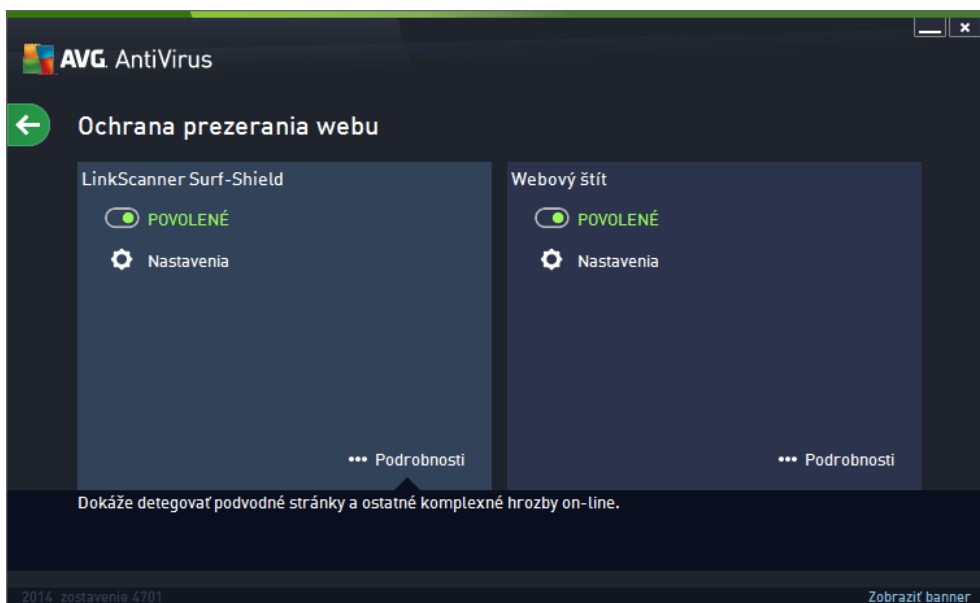 AVG. AntiVirus
Ochrana prezerania webu
LinkScanner Surf-Shield
POVOLENÉ
Nastavenia
••• Podrobnosti
Webový štít
POVOLENÉ
Nastavenia
••• Podrobnosti
Dokáže detegovať podvodné stránky a ostatné komplexné hrozby on-line.
2014 zostavenie 4701
Zobraziť banner